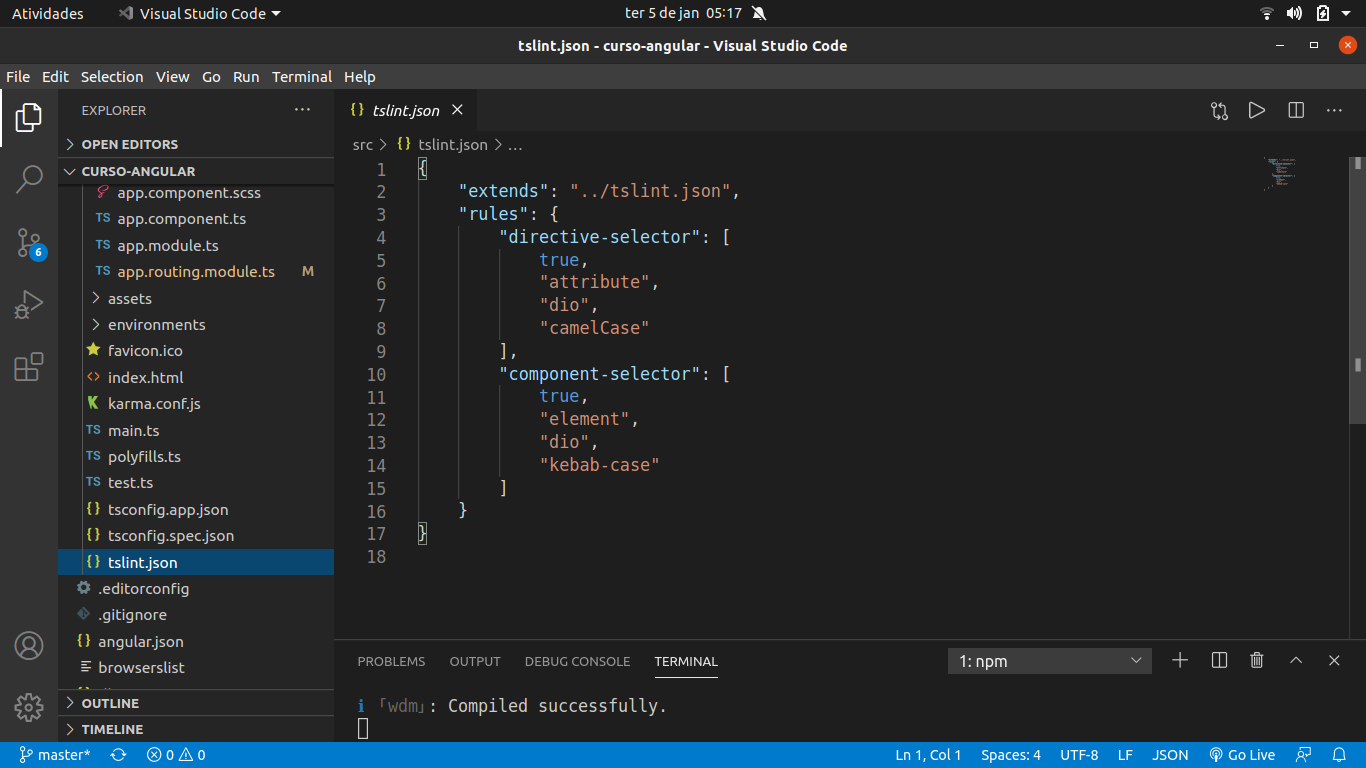 Atividades
Visual Studio Code
ter 5 de jan 05:17
tslint.json - curso-angular - Visual Studio Code
File Edit Selection View Go Run Terminal Help
EXPLORER
OPEN EDITORS
CURSO-ANGULAR
app.component.scss
TS app.component.ts
TS app.module.ts
TS app.routing.module.ts M
assets
environments
favicon.ico
index.html
karma.conf.js
TS main.ts
TS polyfills.ts
TS test.ts
{} tsconfig.app.json
{} tsconfig.spec.json
{} tslint.json
.editorconfig
.gitignore
{} angular.json
browserslist
OUTLINE
TIMELINE
6
{} tslint.json
src > {} tslint.json > ...
1 {
2 "extends": "../tslint.json",
3 "rules": {
4 "directive-selector": [
5 true,
6 "attribute",
7 "dio",
8 "camelCase"
9 ],
10 "component-selector": [
11 true,
12 "element",
13 "dio",
14 "kebab-case"
15 ]
16 }
17 }
18
PROBLEMS OUTPUT DEBUG CONSOLE TERMINAL 1: npm
i ｢wdm｣: Compiled successfully.
master* 0 0 Ln 1, Col 1 Spaces: 4 UTF-8 LF JSON Go Live